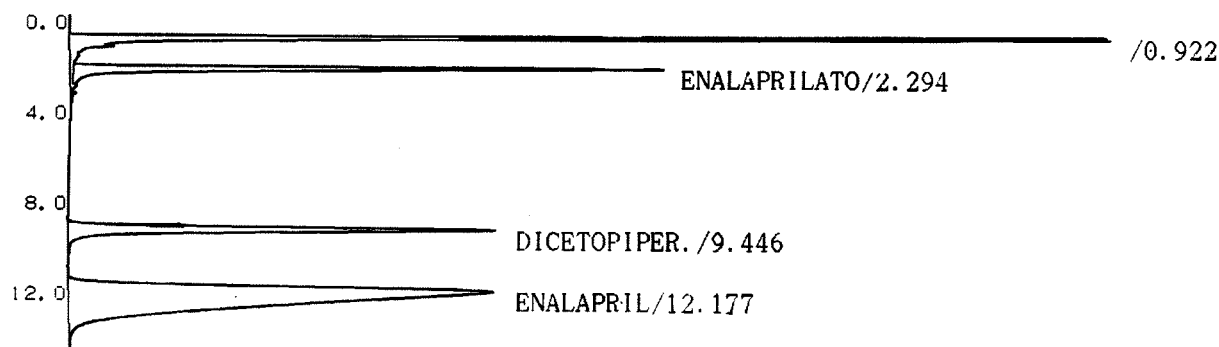 0.0
/0.922
ENALAPRILATO/2.294
4.0
8.0
DICETOPIPER./9.446
12.0
ENALAPRIL/12.177